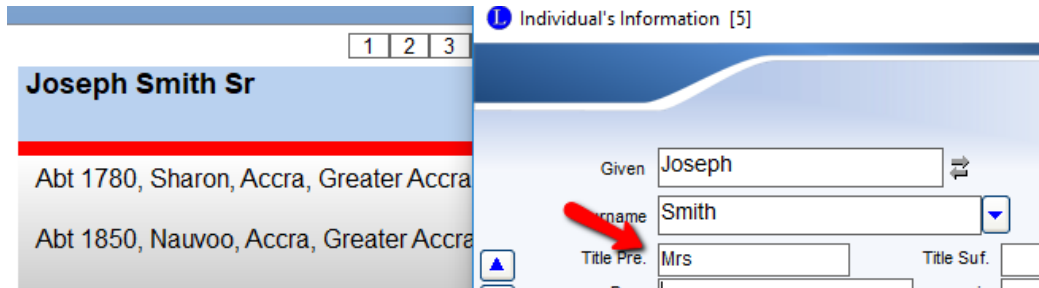 1 2 3
Joseph Smith Sr
Abt 1780, Sharon, Accra, Greater Accra
Abt 1850, Nauvoo, Accra, Greater Accra
L Individual's Information [5]
Given Joseph
Smith
Title Pre. Mrs Title Suf.